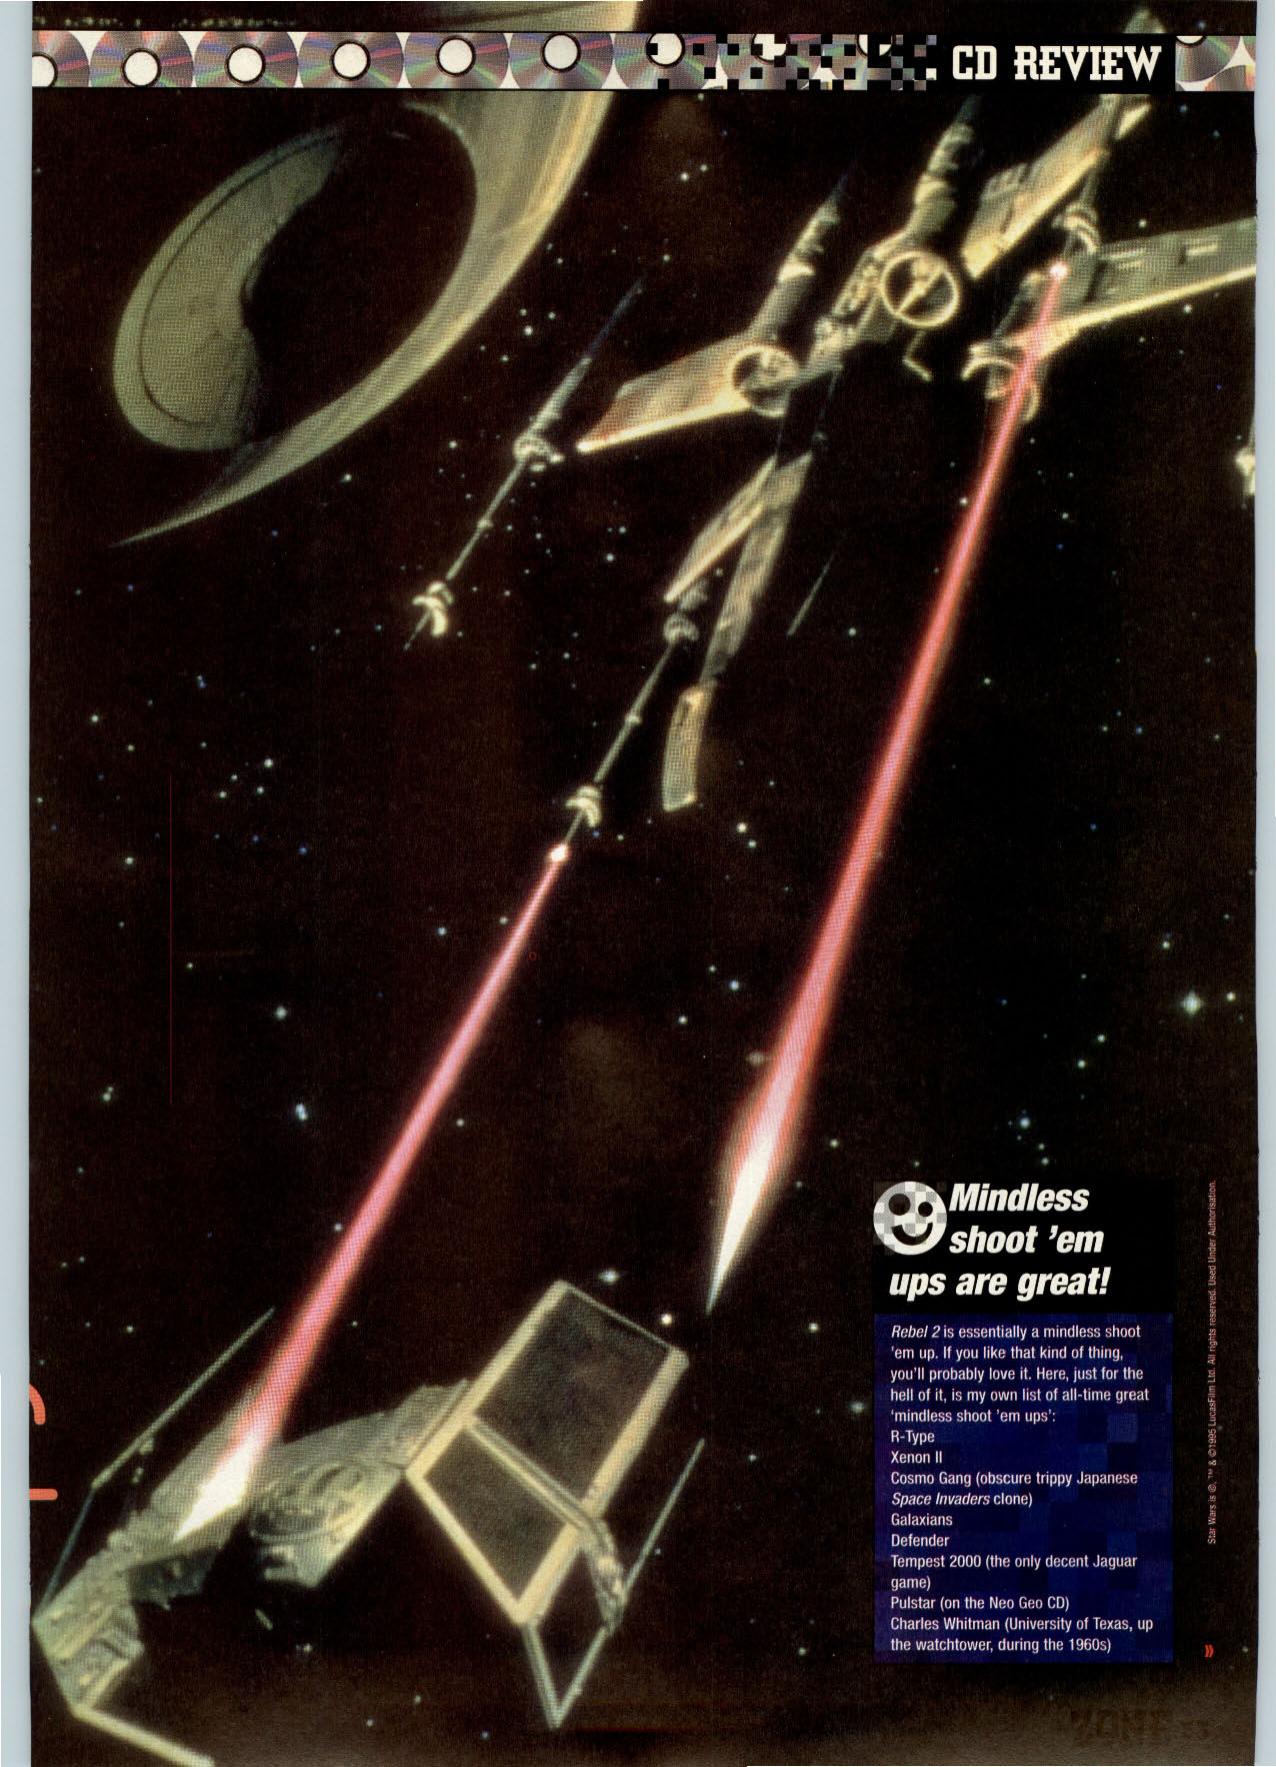 CD REVIEW
Mindless
shoot 'em
ups are great!
Rebel 2 is essentially a mindless shoot
'em up. If you like that kind of thing,
you'll probably love it. Here, just for the
hell of it, is my own list of all-time great
'mindless shoot 'em ups':
R-Type
Xenon II
Cosmo Gang (obscure trippy Japanese
Space Invaders clone)
Galaxians
Defender
Tempest 2000 (the only decent Jaguar
game)
Pulstar (on the Neo Geo CD)
Charles Whitman (University of Texas, up
the watchtower, during the 1960s)
Star Wars is ®, ™ & ©1995 LucasFilm Ltd. All rights reserved. Used Under Authorisation.
»